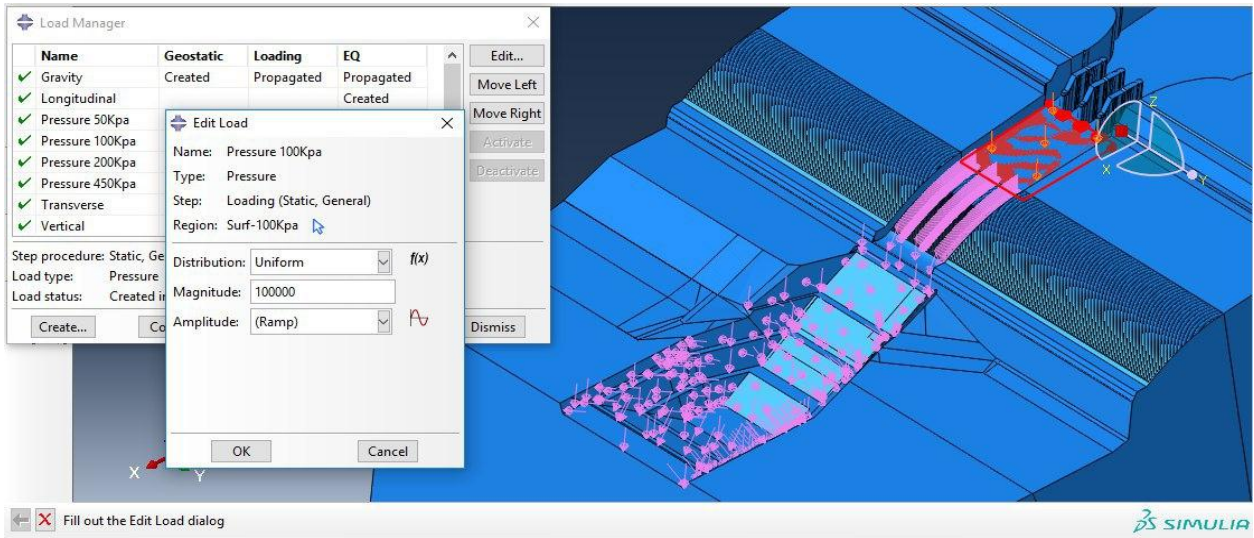 Load Manager
Name Geostatic Loading EQ
Gravity Created Propagated Propagated
Longitudinal Created
Pressure 50Kpa
Pressure 100Kpa
Pressure 200Kpa
Pressure 450Kpa
Transverse
Vertical
Edit...
Move Left
Move Right
Activate
Deactivate
Step procedure: Static, Ge
Load type: Pressure
Load status: Created in
Create... Co Dismiss
Edit Load
Name: Pressure 100Kpa
Type: Pressure
Step: Loading (Static, General)
Region: Surf-100Kpa
Distribution: Uniform f(x)
Magnitude: 100000
Amplitude: (Ramp)
OK Cancel
Z
X Y
X Y
Fill out the Edit Load dialog
SIMULIA